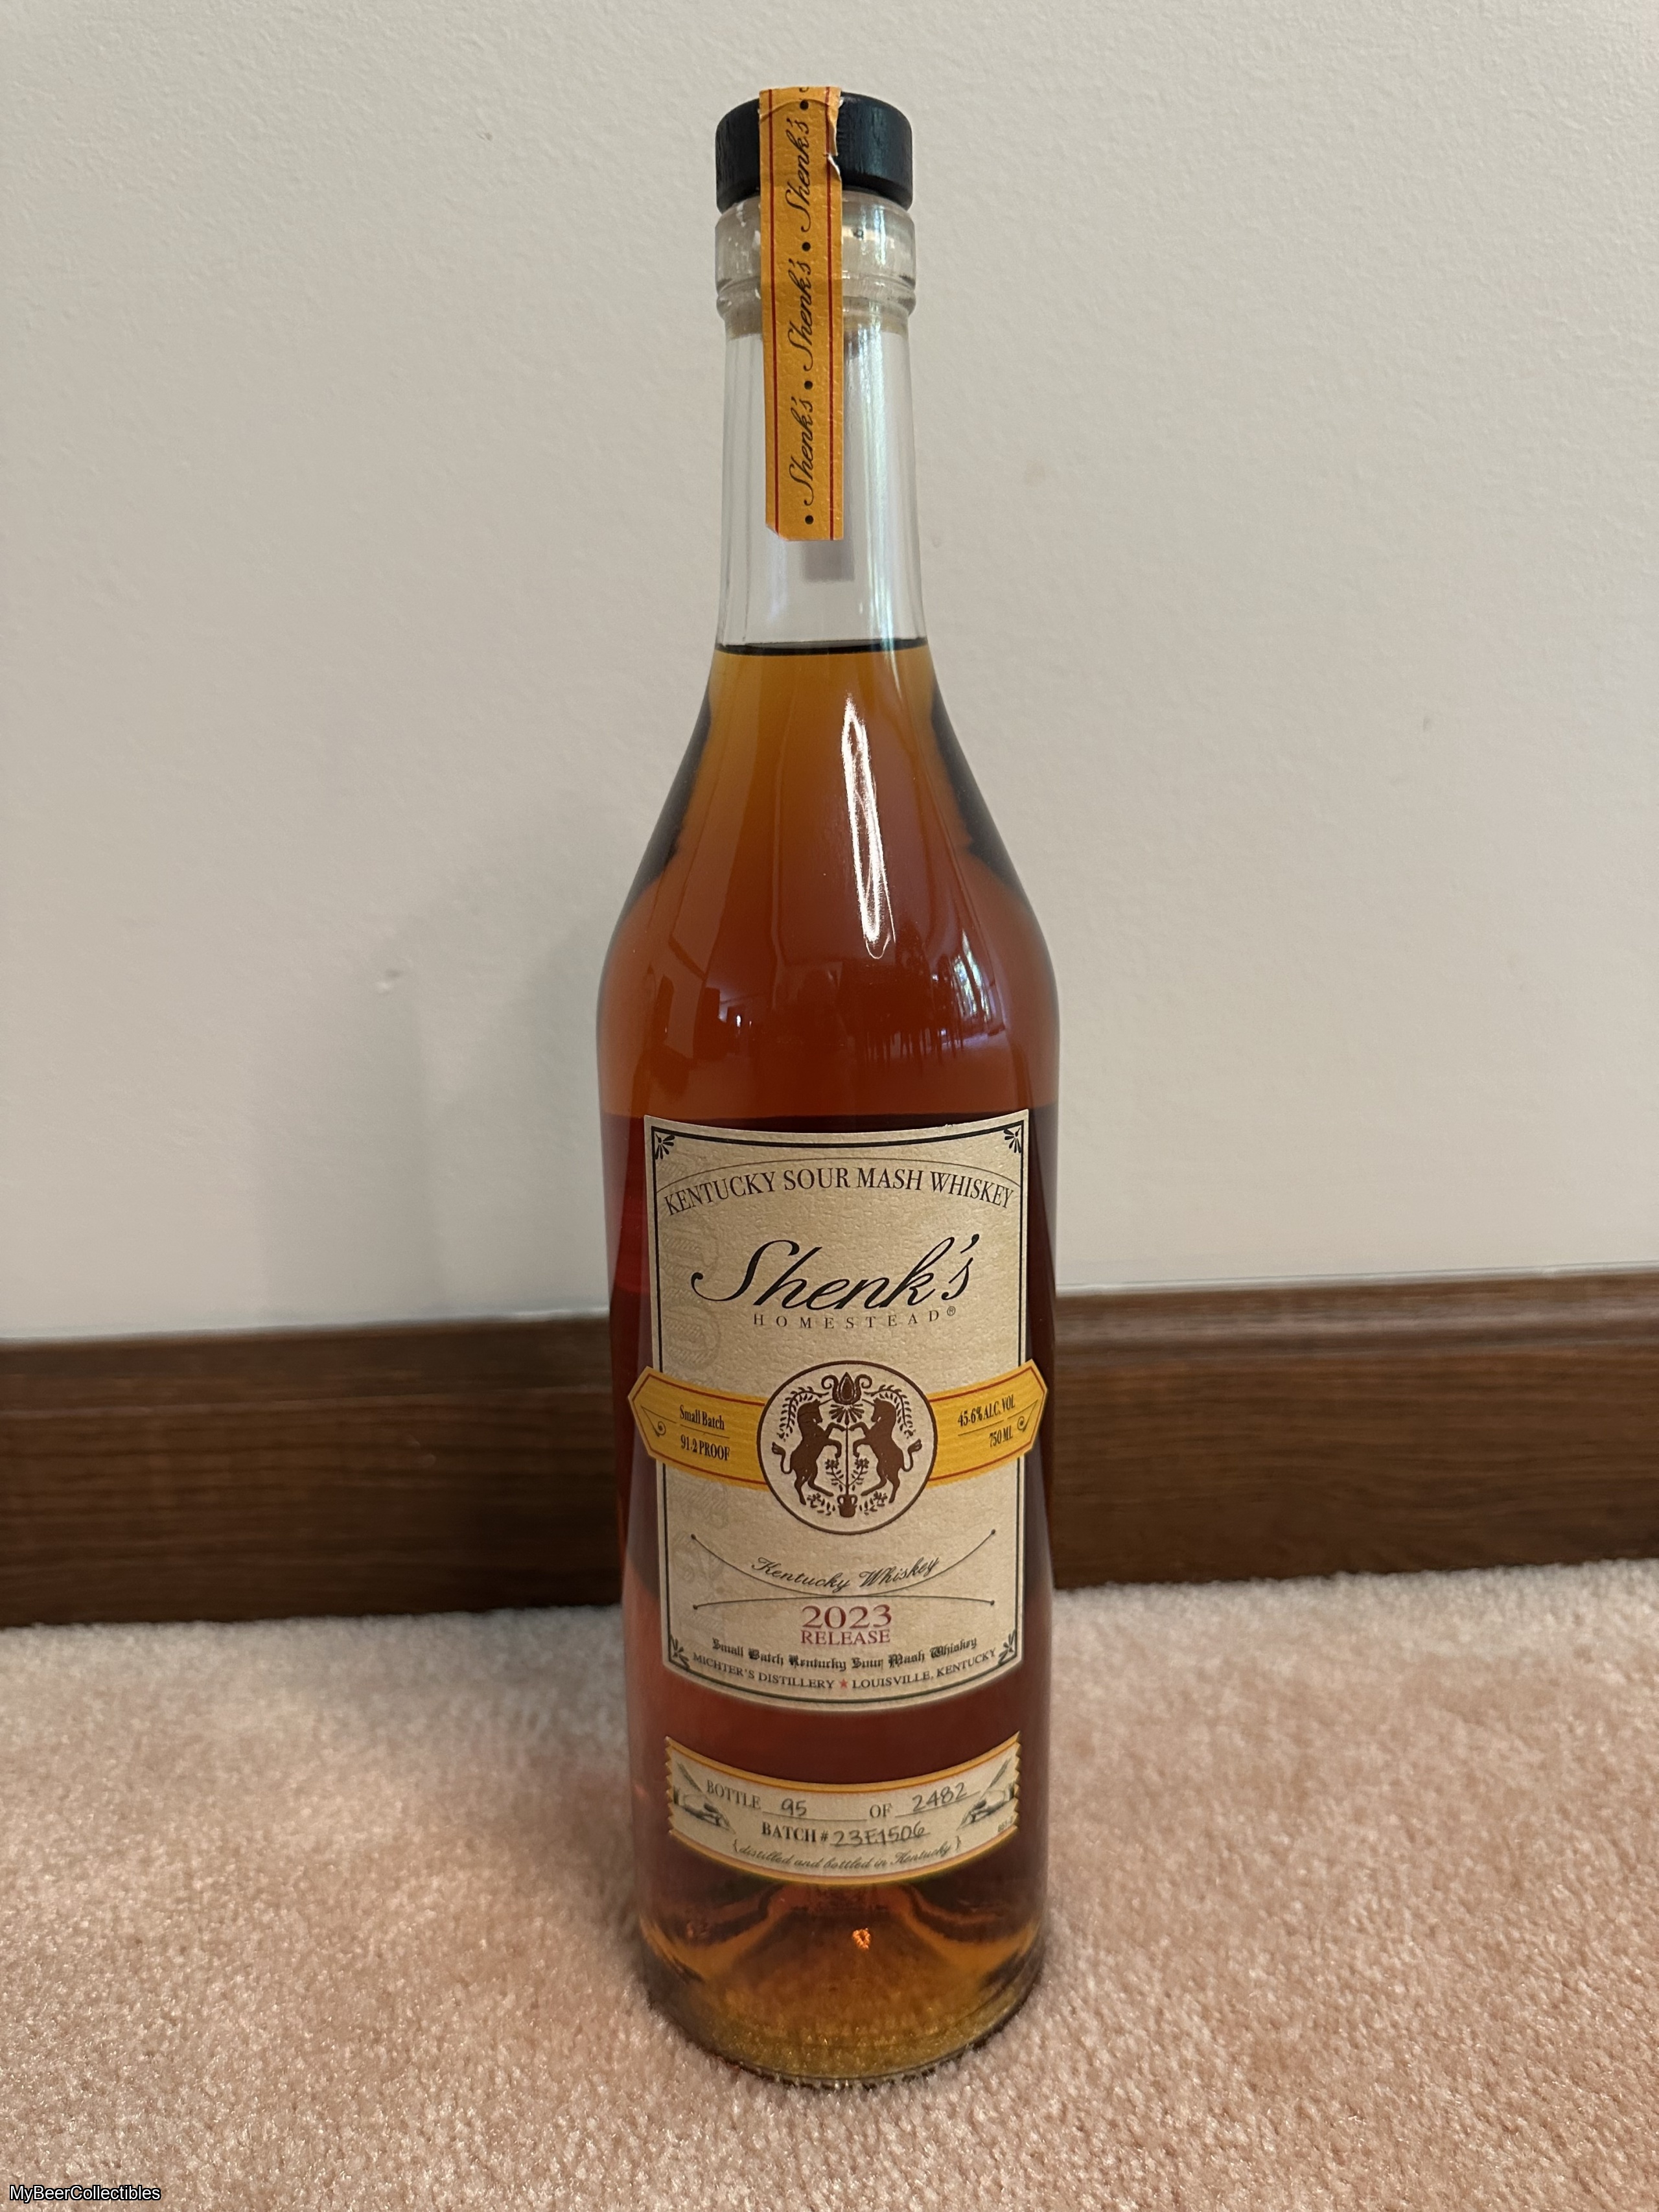 Shenk's • Shenk's • Shenk's •
KENTUCKY SOUR MASH WHISKEY
Shenk's
HOMESTEAD®
Small Batch
91.2 PROOF
45.6% ALC. VOL
750 ML
Kentucky Whiskey
2023
RELEASE
Small Batch Kentucky Sour Mash Whiskey
MICHTER'S DISTILLERY ★ LOUISVILLE, KENTUCKY
BOTTLE 95 OF 2482
BATCH # 23E1506
{distilled and bottled in Kentucky}
MyBeerCollectibles